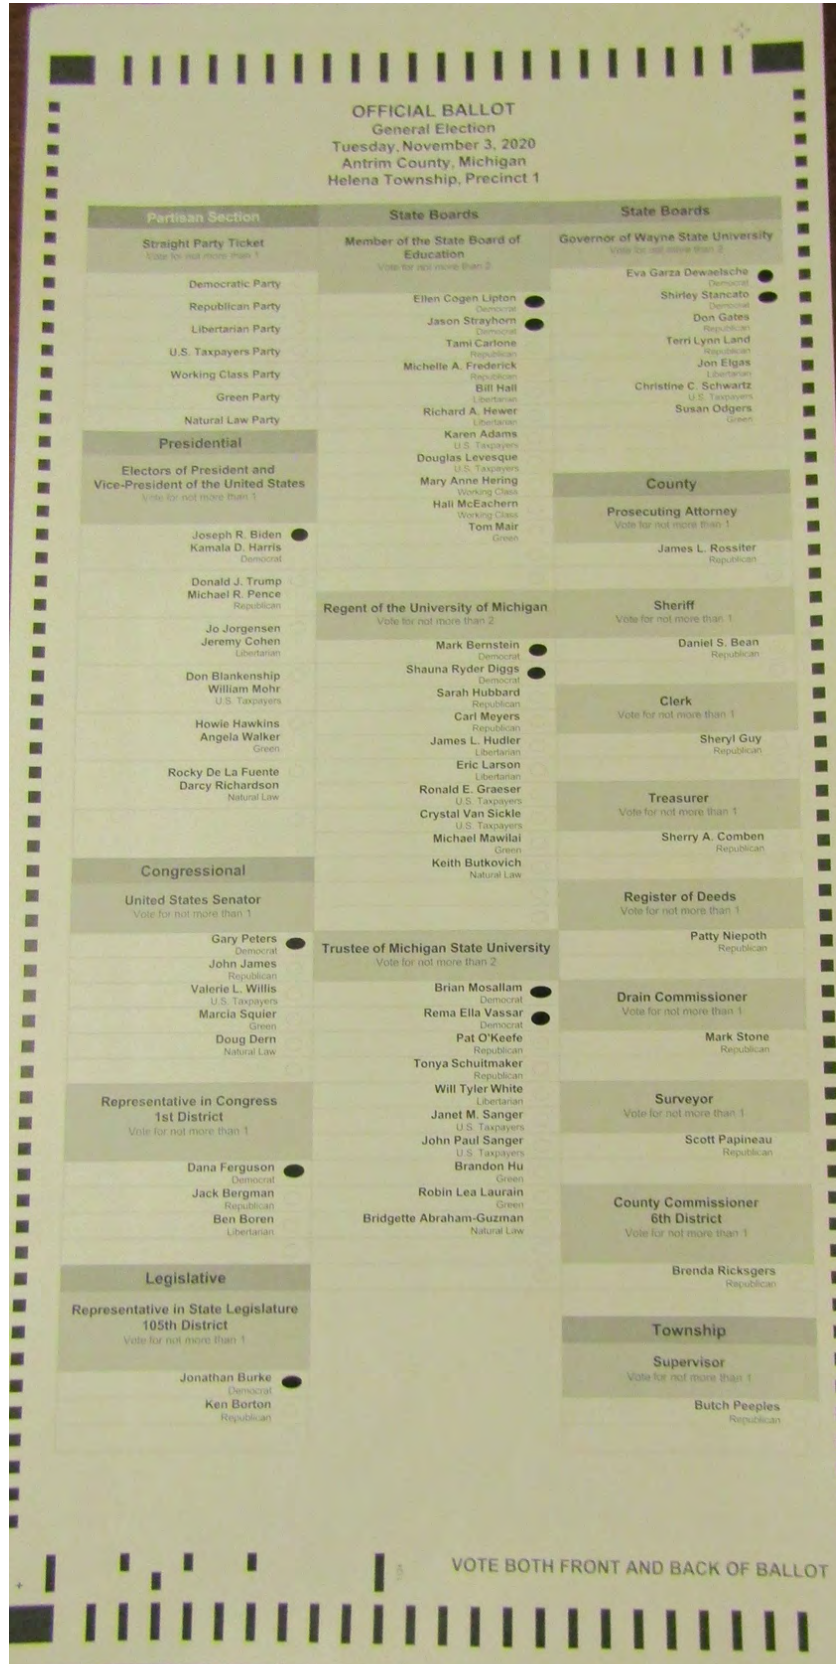 OFFICIAL BALLOT
General Election
Tuesday, November 3, 2020
Antrim County, Michigan
Helena Township, Precinct 1
Partisan Section
Straight Party Ticket
Vote for not more than 1
Democratic Party
Republican Party
Libertarian Party
U.S. Taxpayers Party
Working Class Party
Green Party
Natural Law Party
Presidential
Electors of President and
Vice-President of the United States
Vote for not more than 1
Joseph R. Biden
Kamala D. Harris
Democrat
Donald J. Trump
Michael R. Pence
Republican
Jo Jorgensen
Jeremy Cohen
Libertarian
Don Blankenship
William Mohr
U.S. Taxpayers
Howie Hawkins
Angela Walker
Green
Rocky De La Fuente
Darcy Richardson
Natural Law
Congressional
United States Senator
Vote for not more than 1
Gary Peters
Democrat
John James
Republican
Valerie L. Willis
U.S. Taxpayers
Marcia Squier
Green
Doug Dern
Natural Law
Representative in Congress
1st District
Vote for not more than 1
Dana Ferguson
Democrat
Jack Bergman
Republican
Ben Boren
Libertarian
Legislative
Representative in State Legislature
105th District
Vote for not more than 1
Jonathan Burke
Democrat
Ken Borton
Republican
State Boards
Member of the State Board of
Education
Vote for not more than 2
Ellen Cogen Lipton
Democrat
Jason Strayhorn
Democrat
Tami Carlone
Republican
Michelle A. Frederick
Republican
Bill Hall
Libertarian
Richard A. Hewer
Libertarian
Karen Adams
U.S. Taxpayers
Douglas Levesque
U.S. Taxpayers
Mary Anne Hering
Working Class
Hali McEachern
Working Class
Tom Mair
Green
Regent of the University of Michigan
Vote for not more than 2
Mark Bernstein
Democrat
Shauna Ryder Diggs
Democrat
Sarah Hubbard
Republican
Carl Meyers
Republican
James L. Hudler
Libertarian
Eric Larson
Libertarian
Ronald E. Graeser
U.S. Taxpayers
Crystal Van Sickle
U.S. Taxpayers
Michael Mawilai
Green
Keith Butkovich
Natural Law
Trustee of Michigan State University
Vote for not more than 2
Brian Mosallam
Democrat
Rema Ella Vassar
Democrat
Pat O'Keefe
Republican
Tonya Schuitmaker
Republican
Will Tyler White
Libertarian
Janet M. Sanger
U.S. Taxpayers
John Paul Sanger
U.S. Taxpayers
Brandon Hu
Green
Robin Lea Laurain
Green
Bridgette Abraham-Guzman
Natural Law
State Boards
Governor of Wayne State University
Vote for not more than 2
Eva Garza Dewaelsche
Democrat
Shirley Stancato
Democrat
Don Gates
Republican
Terri Lynn Land
Republican
Jon Elgas
Libertarian
Christine C. Schwartz
U.S. Taxpayers
Susan Odgers
Green
County
Prosecuting Attorney
Vote for not more than 1
James L. Rossiter
Republican
Sheriff
Vote for not more than 1
Daniel S. Bean
Republican
Clerk
Vote for not more than 1
Sheryl Guy
Republican
Treasurer
Vote for not more than 1
Sherry A. Comben
Republican
Register of Deeds
Vote for not more than 1
Patty Niepoth
Republican
Drain Commissioner
Vote for not more than 1
Mark Stone
Republican
Surveyor
Vote for not more than 1
Scott Papineau
Republican
County Commissioner
6th District
Vote for not more than 1
Brenda Ricksgers
Republican
Township
Supervisor
Vote for not more than 1
Butch Peeples
Republican
VOTE BOTH FRONT AND BACK OF BALLOT